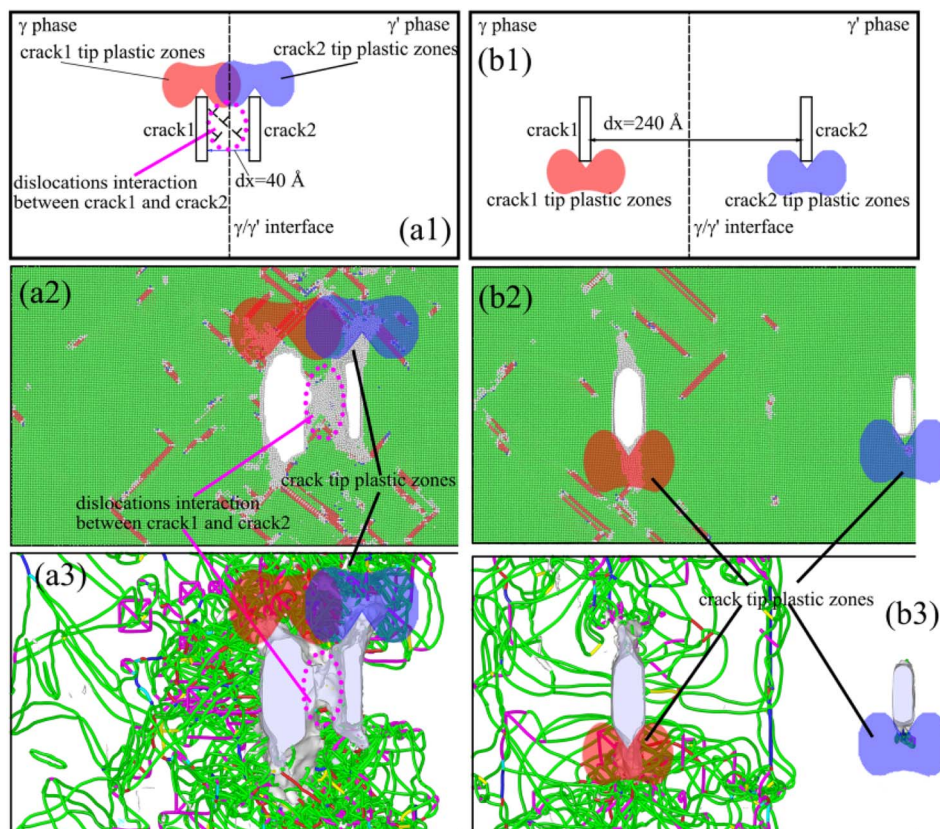 γ phase
γ' phase
crack1 tip plastic zones
crack2 tip plastic zones
crack1
crack2
dislocations interaction
between crack1 and crack2
dx=40 Å
γ/γ' interface
(a1)
γ phase
γ' phase
(b1)
crack1
dx=240 Å
crack2
crack1 tip plastic zones
crack2 tip plastic zones
γ/γ' interface
(a2)
dislocations interaction
between crack1 and crack2
crack tip plastic zones
(b2)
(a3)
crack tip plastic zones
(b3)